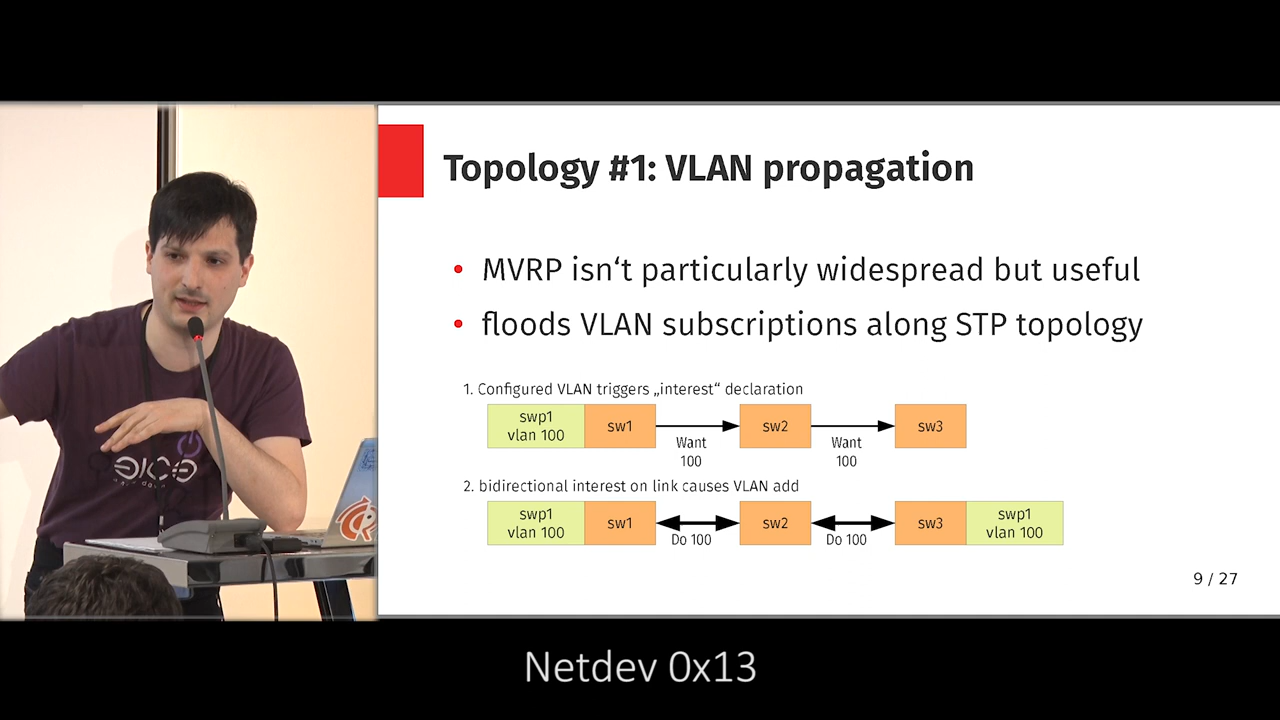 Topology #1: VLAN propagation
• MVRP isn‘t particularly widespread but useful
• floods VLAN subscriptions along STP topology
1. Configured VLAN triggers „interest“ declaration
swp1
vlan 100
sw1
Want
100
sw2
Want
100
sw3
2. bidirectional interest on link causes VLAN add
swp1
vlan 100
sw1
Do 100
sw2
Do 100
sw3
swp1
vlan 100
9 / 27
Netdev 0x13